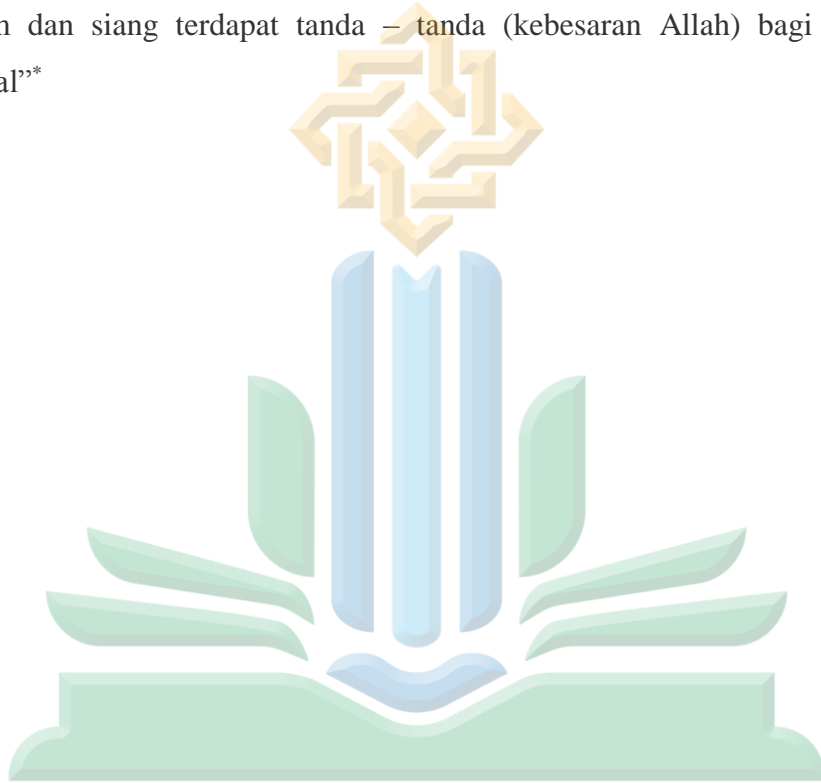 dan siang terdapat tanda – tanda (kebesaran Allah) bagi
al”*